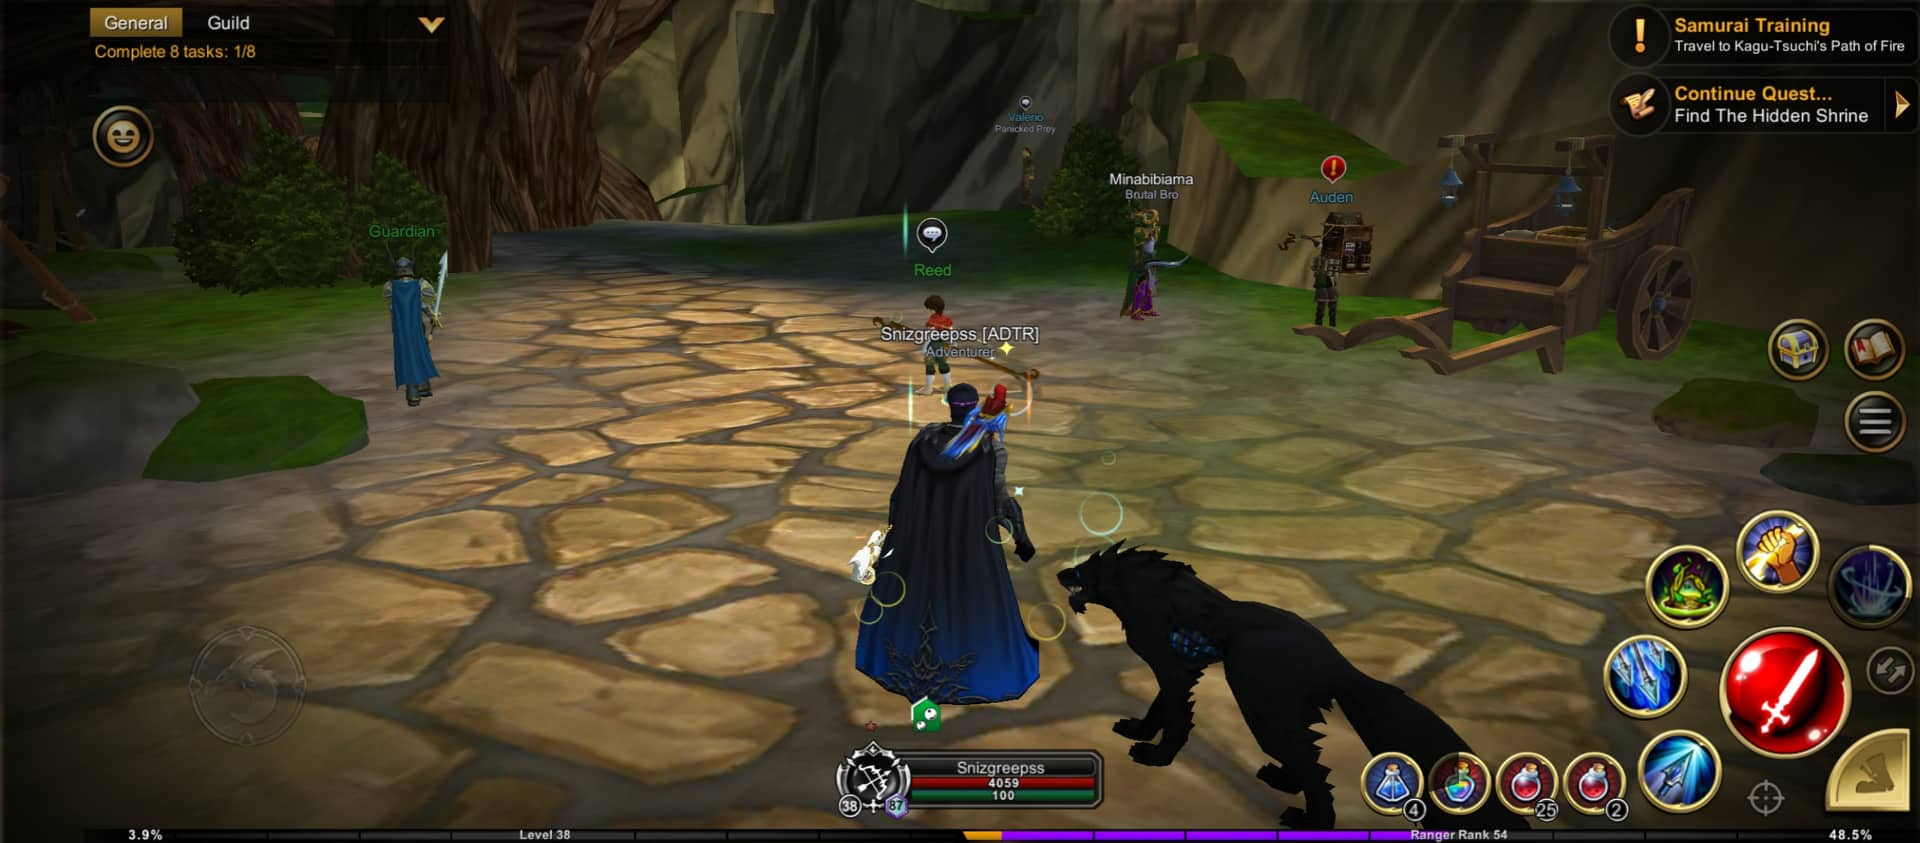 General
Guild
Complete 8 tasks: 1/8
Samurai Training
Travel to Kagu-Tsuchi's Path of Fire
Continue Quest...
Find The Hidden Shrine
Valerio
Panicked Prey
Minabibiama
Brutal Bro
Auden
Guardian
Reed
Snizgreepss [ADTR]
Adventurer
Snizgreepss
4059
100
38
87
4
25
2
3.9%
Level 38
Ranger Rank 54
48.5%